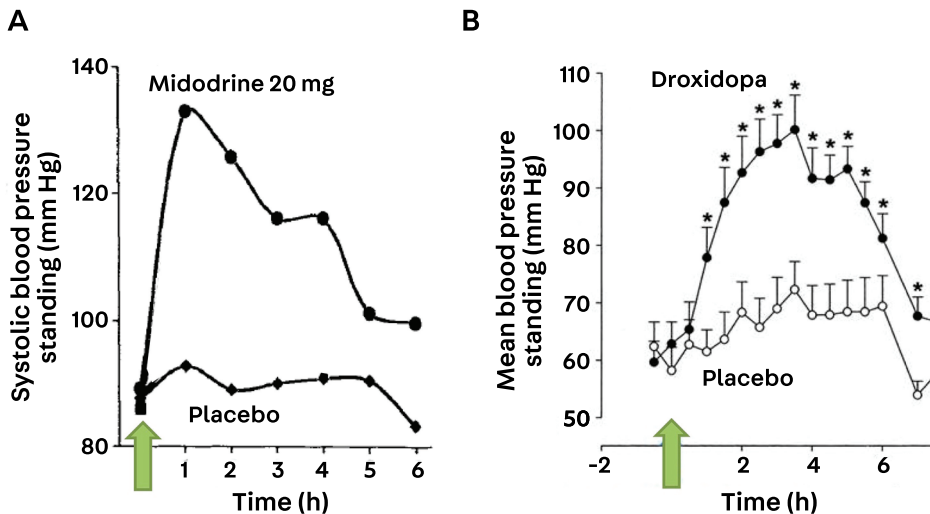 A
140
120
100
80
Systolic blood pressure
standing (mm Hg)
Midodrine 20 mg
Placebo
1 2 3 4 5 6
Time (h)
B
110
100
90
80
70
60
50
Mean blood pressure
standing (mm Hg)
Droxidopa
* * * * * * * * * * *
Placebo
-2 2 4 6
Time (h)